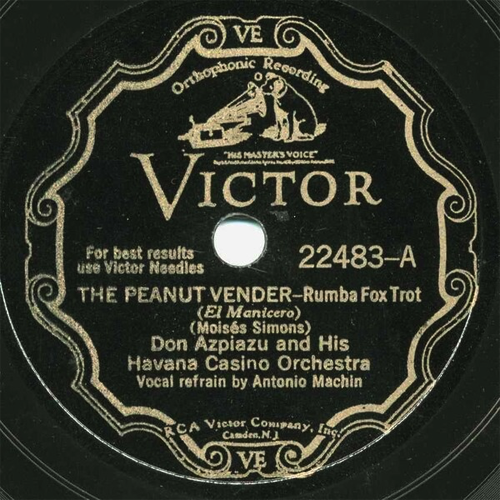 VE
Orthophonic Recording
"HIS MASTER'S VOICE"
VICTOR
For best results
use Victor Needles
22483-A
THE PEANUT VENDER-Rumba Fox Trot
(El Manicero)
(Moisés Simons)
Don Azpiazu and His
Havana Casino Orchestra
Vocal refrain by Antonio Machin
RCA Victor Company, Inc.
Camden, N.J.
VE